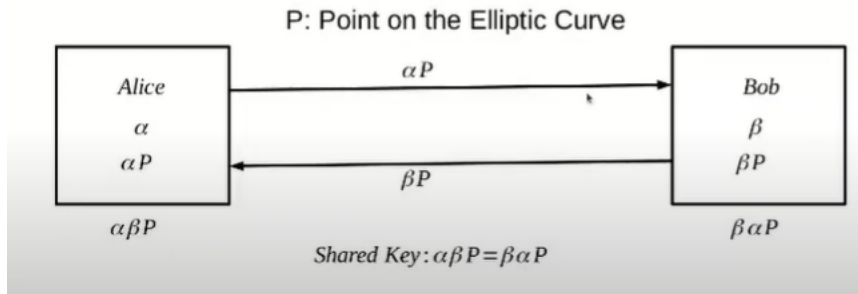 P: Point on the Elliptic Curve
Alice
α
αP
αβP
αP
βP
Bob
β
βP
βαP
Shared Key: αβP=βαP